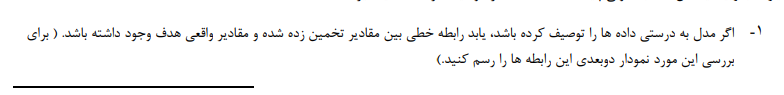 ۱- اگر مدل به درستی داده ها را توصیف کرده باشد، یابد رابطه خطی بین مقادیر تخمین زده شده و مقادیر واقعی هدف وجود داشته باشد. ( برای
بررسی این مورد نمودار دوبعدی این رابطه ها را رسم کنید.)